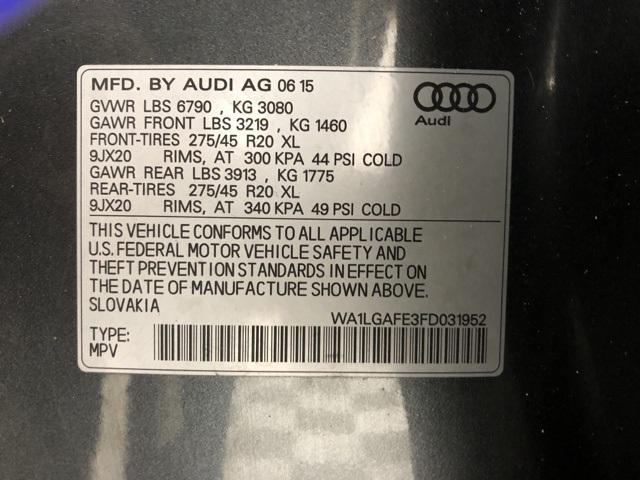 MFD. BY AUDI AG 06 15
GVWR LBS 6790 , KG 3080
GAWR FRONT LBS 3219 , KG 1460
FRONT-TIRES 275/45 R20 XL
9JX20 RIMS, AT 300 KPA 44 PSI COLD
GAWR REAR LBS 3913 , KG 1775
REAR-TIRES 275/45 R20 XL
9JX20 RIMS, AT 340 KPA 49 PSI COLD
Audi
THIS VEHICLE CONFORMS TO ALL APPLICABLE
U.S. FEDERAL MOTOR VEHICLE SAFETY AND
THEFT PREVENTION STANDARDS IN EFFECT ON
THE DATE OF MANUFACTURE SHOWN ABOVE.
SLOVAKIA
WA1LGAFE3FD031952
TYPE:
MPV